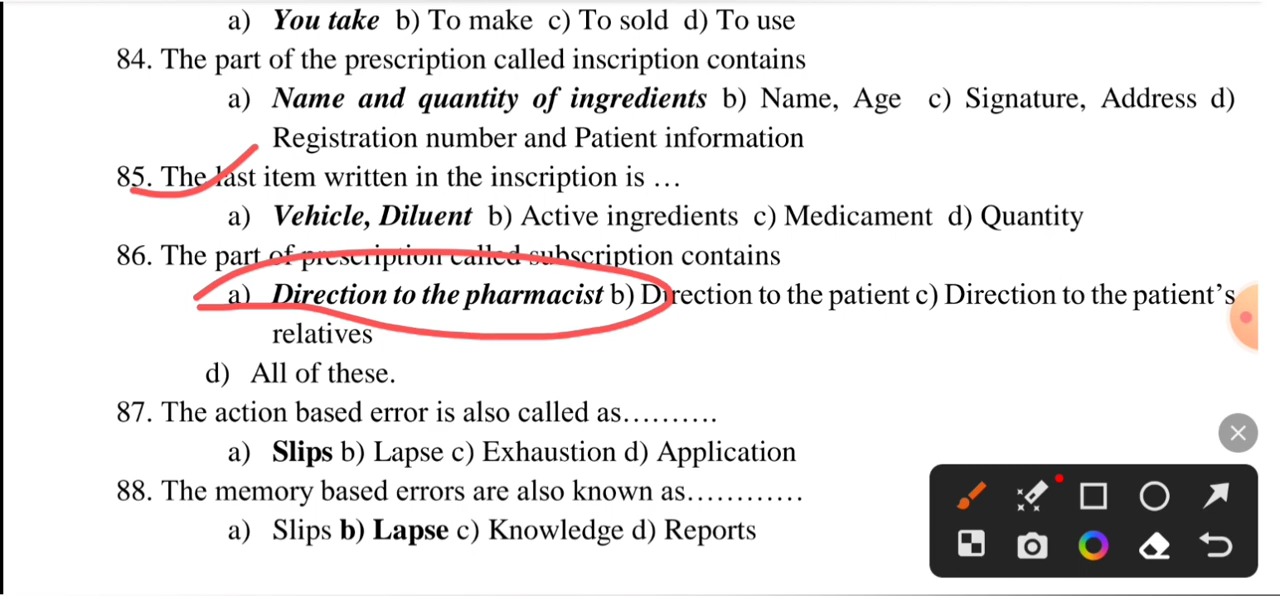 a) You take b) To make c) To sold d) To use
84. The part of the prescription called inscription contains
a) Name and quantity of ingredients b) Name, Age c) Signature, Address d)
Registration number and Patient information
85. The last item written in the inscription is …
a) Vehicle, Diluent b) Active ingredients c) Medicament d) Quantity
86. The part of prescription called subscription contains
a) Direction to the pharmacist b) Direction to the patient c) Direction to the patient’s
relatives
d) All of these.
87. The action based error is also called as……….
a) Slips b) Lapse c) Exhaustion d) Application
88. The memory based errors are also known as…………
a) Slips b) Lapse c) Knowledge d) Reports